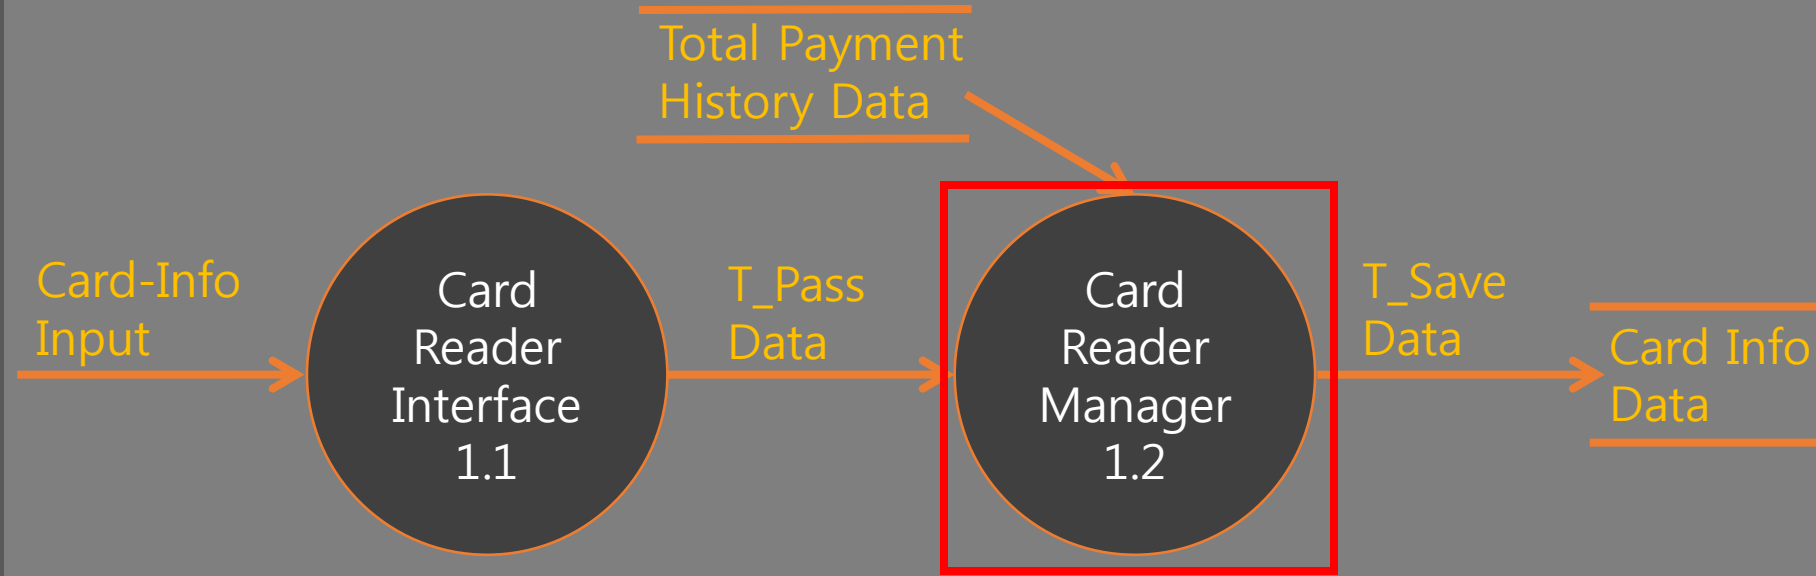 Total Payment
History Data
Card-Info
Input
Card
Reader
Interface
1.1
T_Pass
Data
Card
Reader
Manager
1.2
T_Save
Data
Card Info
Data